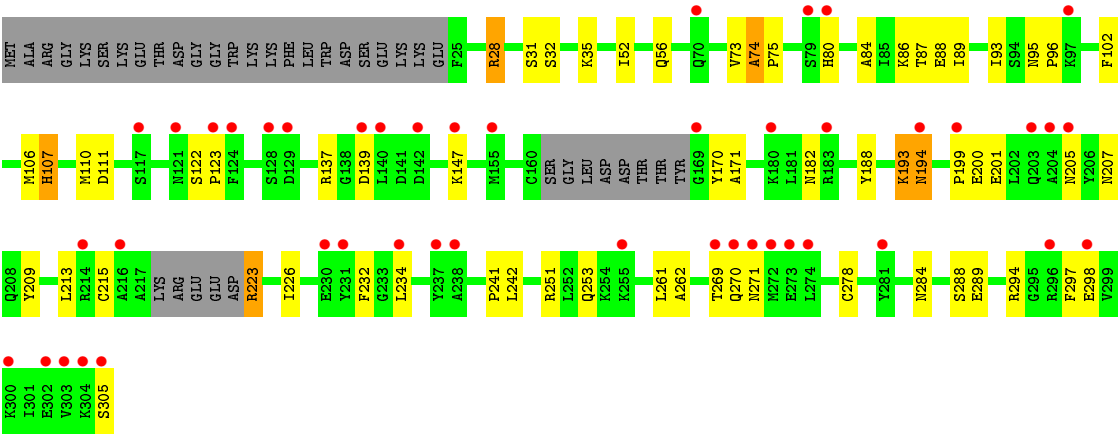 MET ALA ARG GLY LYS SER LYS GLU THR ASP GLY GLY TRP LYS LYS PHE LEU TRP ASP SER GLU LYS LYS GLU F25 R28 S31 S32 K35 I52 Q56 Q70 V73 A74 P75 S79 H80 A84 I85 K86 T87 E88 I89 I93 S94 N95 P96 K97 F102
M106 H107 M110 D111 S117 N121 S122 P123 F124 S128 D129 R137 G138 D139 L140 D141 D142 K147 M155 C160 SER GLY LEU ASP ASP THR THR TYR G169 Y170 A171 K180 L181 N182 R183 Y188 K193 N194 P199 E200 E201 L202 Q203 A204 N205 Y206 N207
Q208 Y209 L213 R214 C215 A216 A217 LYS ARG GLU GLU ASP R223 I226 E230 Y231 F232 G233 L234 Y237 A238 P241 L242 R251 L252 Q253 K254 K255 L261 A262 T269 Q270 N271 M272 E273 L274 C278 Y281 N284 S288 E289 R294 G295 R296 F297 E298 V299
K300 I301 E302 V303 K304 S305